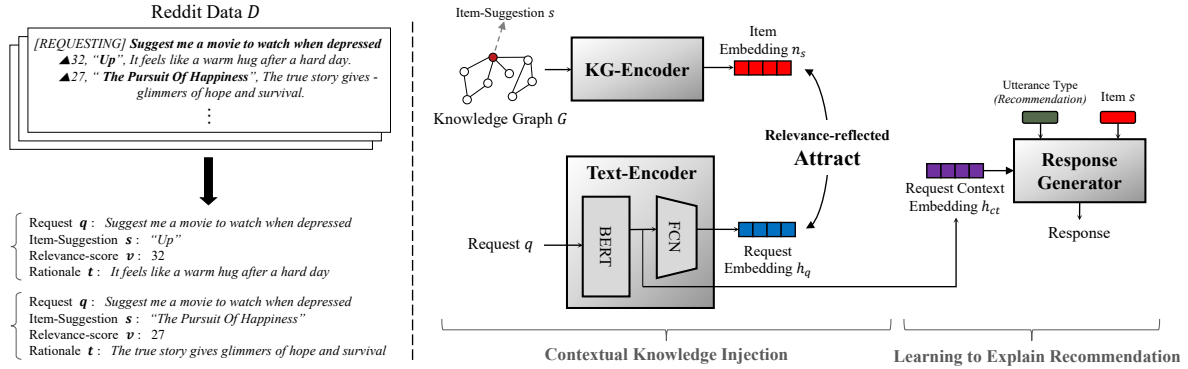 Reddit Data D
[REQUESTING] Suggest me a movie to watch when depressed
▲32, "Up", It feels like a warm hug after a hard day.
▲27, " The Pursuit Of Happiness", The true story gives -
glimmers of hope and survival.
⋮
Request q : Suggest me a movie to watch when depressed
Item-Suggestion s : "Up"
Relevance-score v : 32
Rationale t : It feels like a warm hug after a hard day
Request q : Suggest me a movie to watch when depressed
Item-Suggestion s : "The Pursuit Of Happiness"
Relevance-score v : 27
Rationale t : The true story gives glimmers of hope and survival
Item-Suggestion s
Knowledge Graph G
KG-Encoder
Item
Embedding n_s
Relevance-reflected
Attract
Text-Encoder
Request q
BERT
FCN
Request
Embedding h_q
Contextual Knowledge Injection
Utterance Type
(Recommendation)
Item s
Request Context
Embedding h_ct
Response
Generator
Response
Learning to Explain Recommendation